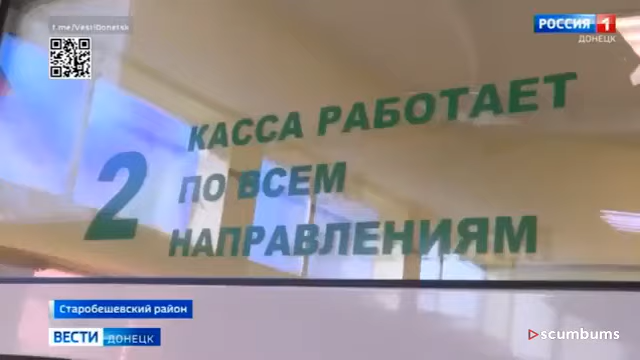 t.me/VestiDonetsk
РОССИЯ 1
ДОНЕЦК
КАССА РАБОТАЕТ
2 ПО ВСЕМ
НАПРАВЛЕНИЯМ
Старобешевский район
ВЕСТИ ДОНЕЦК
scumbums